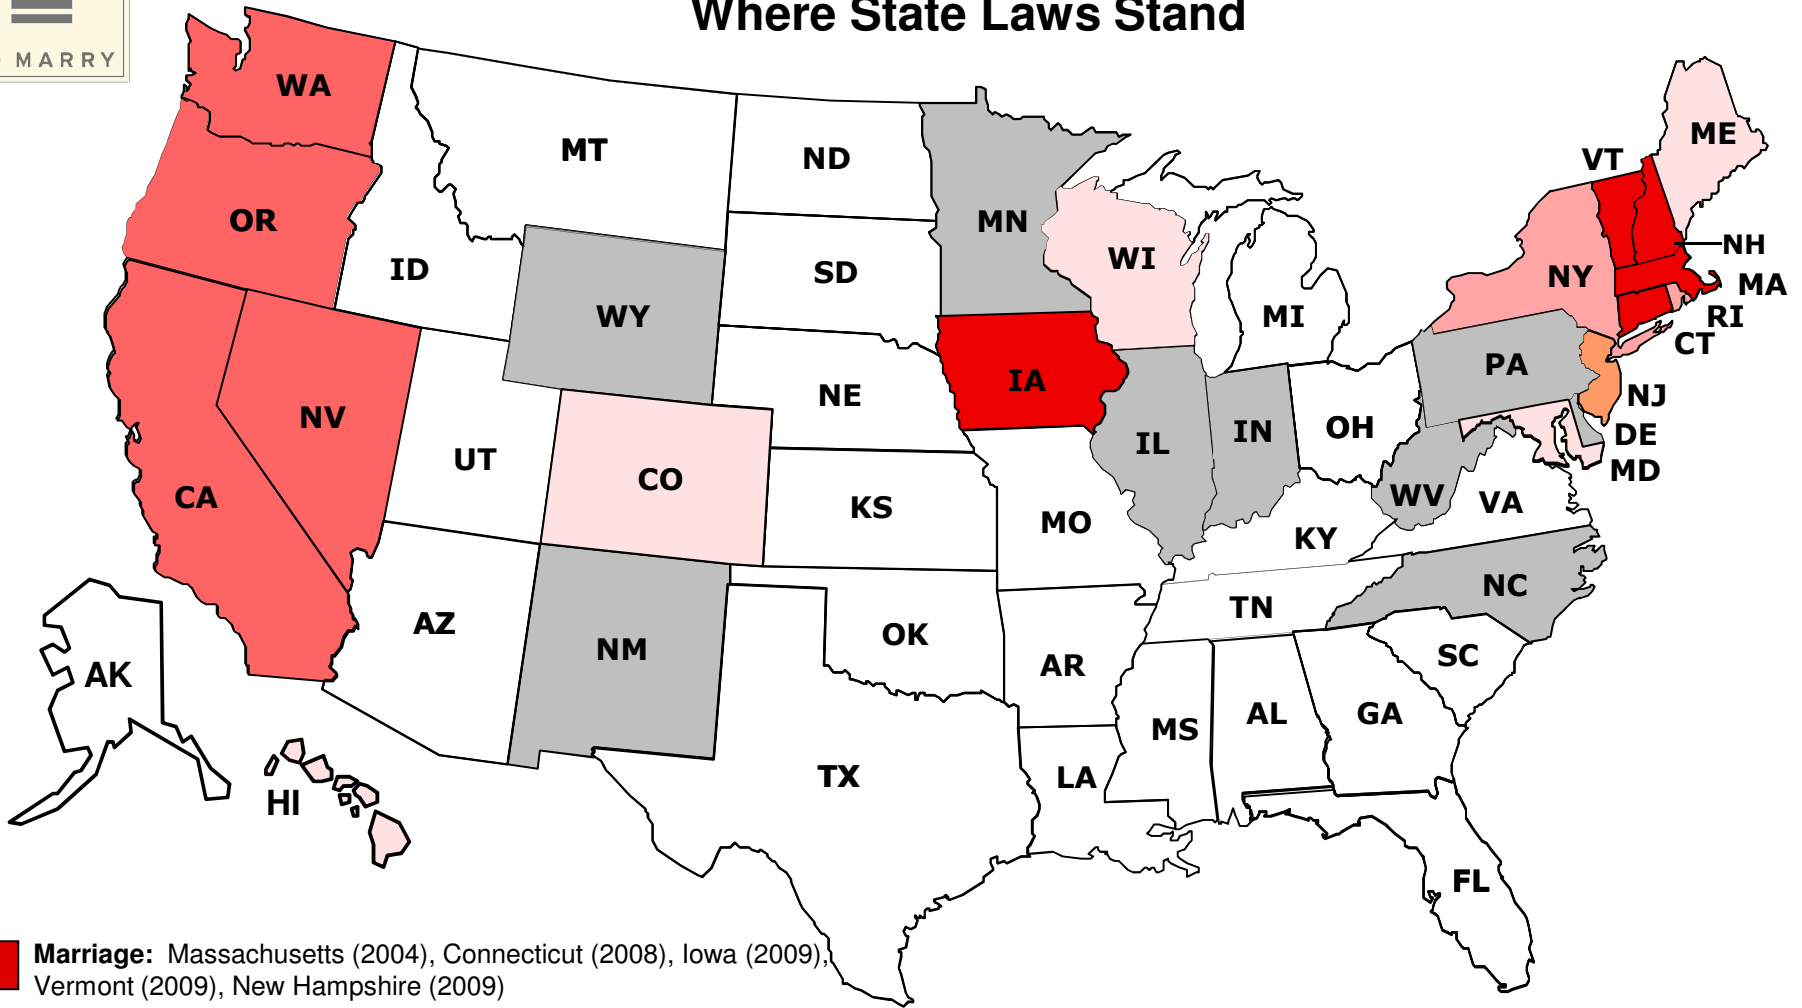 Where State Laws Stand
MARRY
WA
MT
ND
ME
VT
OR
MN
NH
ID
SD
WI
NY
MA
WY
MI
RI
CT
PA
IA
NE
NJ
NV
OH
IN
DE
IL
UT
MD
CO
WV
CA
VA
KS
MO
KY
NC
TN
AZ
OK
NM
SC
AR
AK
GA
AL
MS
TX
LA
HI
FL
Marriage: Massachusetts (2004), Connecticut (2008), Iowa (2009),
Vermont (2009), New Hampshire (2009)